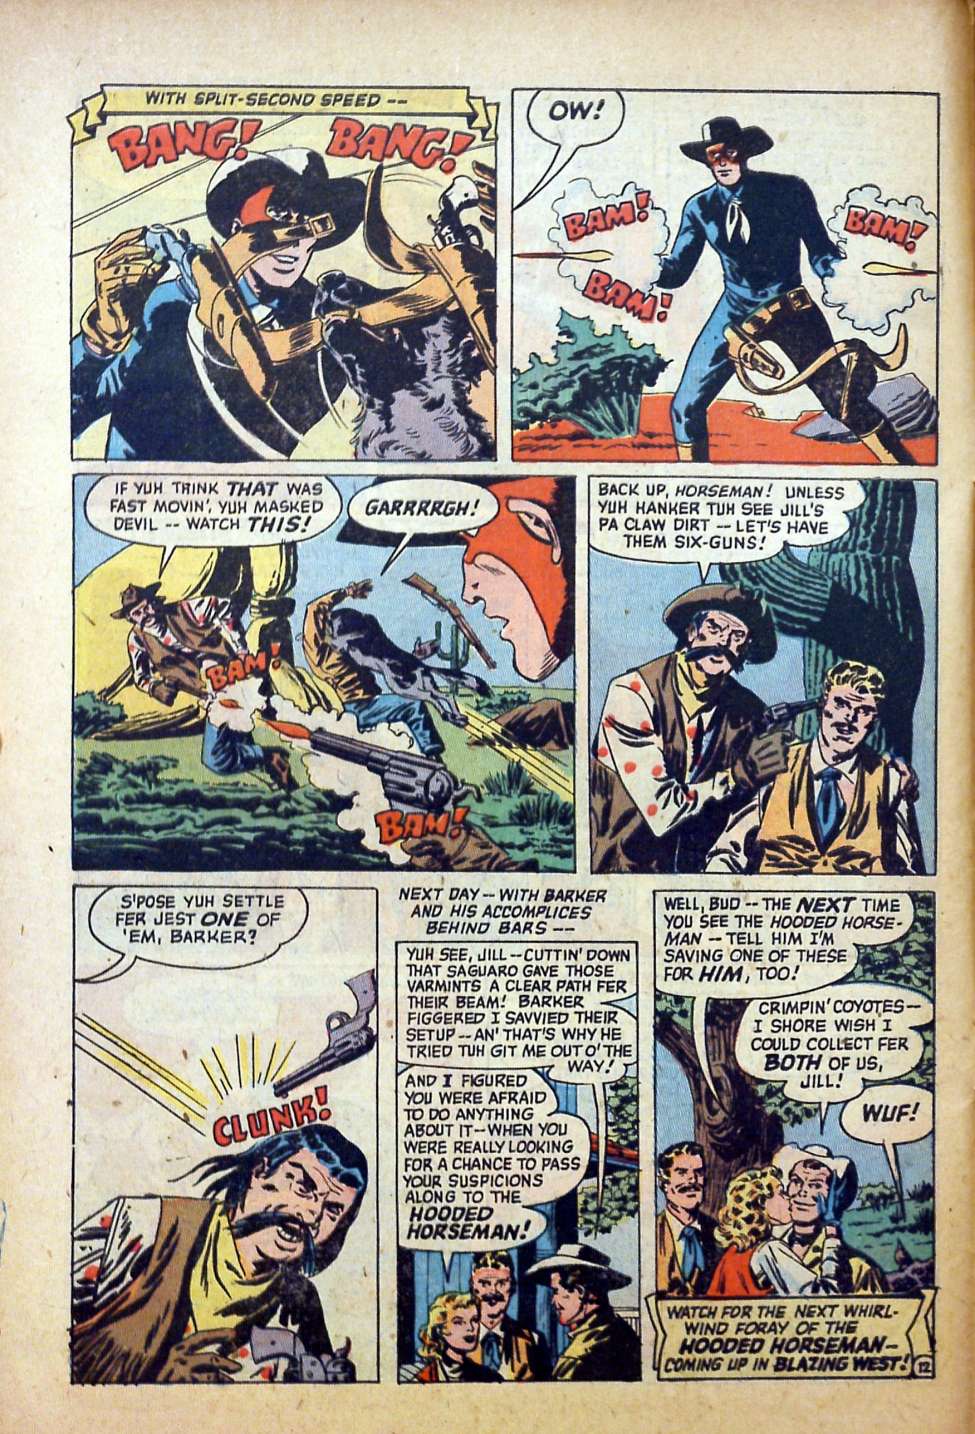 WITH SPLIT-SECOND SPEED --
BANG!
BANG!
OW!
BAM!
BAM!
BAM!
IF YUH THINK THAT WAS
FAST MOVIN', YUH MASKED
DEVIL -- WATCH THIS!
GARRRRGH!
BAM!
BAM!
BACK UP, HORSEMAN! UNLESS
YUH HANKER TUH SEE JILL'S
PA CLAW DIRT -- LET'S HAVE
THEM SIX-GUNS!
S'POSE YUH SETTLE
FER JEST ONE OF
'EM, BARKER?
CLUNK!
NEXT DAY -- WITH BARKER
AND HIS ACCOMPLICES
BEHIND BARS --
YUH SEE, JILL -- CUTTIN' DOWN
THAT SAGUARO GAVE THOSE
VARMINTS A CLEAR PATH FER
THEIR BEAM! BARKER
FIGGERED I SAVVIED THEIR
SETUP -- AN' THAT'S WHY HE
TRIED TUH GIT ME OUT O' THE
WAY!
AND I FIGURED
YOU WERE AFRAID
TO DO ANYTHING
ABOUT IT -- WHEN YOU
WERE REALLY LOOKING
FOR A CHANCE TO PASS
YOUR SUSPICIONS
ALONG TO THE
HOODED
HORSEMAN!
WELL, BUD -- THE NEXT TIME
YOU SEE THE HOODED HORSE-
MAN -- TELL HIM I'M
SAVING ONE OF THESE
FOR HIM, TOO!
CRIMPIN' COYOTES --
I SHORE WISH I
COULD COLLECT FER
BOTH OF US,
JILL!
WUF!
WATCH FOR THE NEXT WHIRL-
WIND FORAY OF THE
HOODED HORSEMAN --
COMING UP IN BLAZING WEST!
12